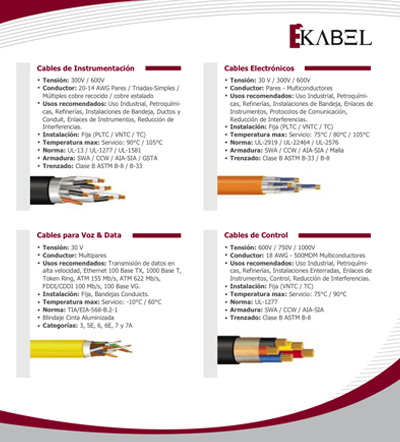 EKABEL
Cables de Instrumentación
• Tensión: 300V / 600V
• Conductor: 20-14 AWG Pares / Triadas-Simples /
Múltiples cobre recocido / cobre estalado
• Usos recomendados: Uso Industrial, Petroquími-
cas, Refinerías, Instalaciones de Bandeja, Ductos y
Conduit, Enlaces de Instrumentos, Reducción de
Interferencias.
• Instalación: Fija (PLTC / VNTC / TC)
• Temperatura max: Servicio: 90°C / 105°C
• Norma: UL-13 / UL-1277 / UL-1581
• Armadura: SWA / CCW / AIA-SIA / GSTA
• Trenzado: Clase B ASTM B-8 / B-33
Cables Electrónicos
• Tensión: 30 V / 300V / 600V
• Conductor: Pares - Multiconductores
• Usos recomendados: Uso Industrial, Petroquími-
cas, Refinerías, Instalaciones de Bandeja, Enlaces de
Instrumentos, Protocolos de Comunicación,
Reducción de Interferencias.
• Instalación: Fija (PLTC / VNTC / TC)
• Temperatura max: Servicio: 75°C / 80°C / 105°C
• Norma: UL-2919 / UL-22464 / UL-2576
• Armadura: SWA / CCW / AIA-SIA / Malla
• Trenzado: Clase B ASTM B-33 / B-8
Cables para Voz & Data
• Tensión: 30 V
• Conductor: Multipares
• Usos recomendados: Transmisión de datos en
alta velocidad, Ethernet 100 Base TX, 1000 Base T,
Token Ring, ATM 155 Mb/s, ATM 622 Mb/s,
FDDI/CDDI 100 Mb/s, 100 Base VG.
• Instalación: Fija, Bandejas Conduicts.
• Temperatura max: Servicio: -10°C / 60°C
• Norma: TIA/EIA-568-B.2-1
• Blindaje Cinta Aluminizada
• Categorías: 3, 5E, 6, 6E, 7 y 7A
Cables de Control
• Tensión: 600V / 750V / 1000V
• Conductor: 18 AWG - 500MDM Multiconductores
• Usos recomendados: Uso Industrial, Petroquími-
cas, Refinerías, Instalaciones Enterradas, Enlaces de
Instrumentos, Control, Reducción de Interferencias.
• Instalación: Fija (VNTC / TC)
• Temperatura max: Servicio: 75°C / 90°C
• Norma: UL-1277
• Armadura: SWA / CCW / AIA-SIA
• Trenzado: Clase B ASTM B-8